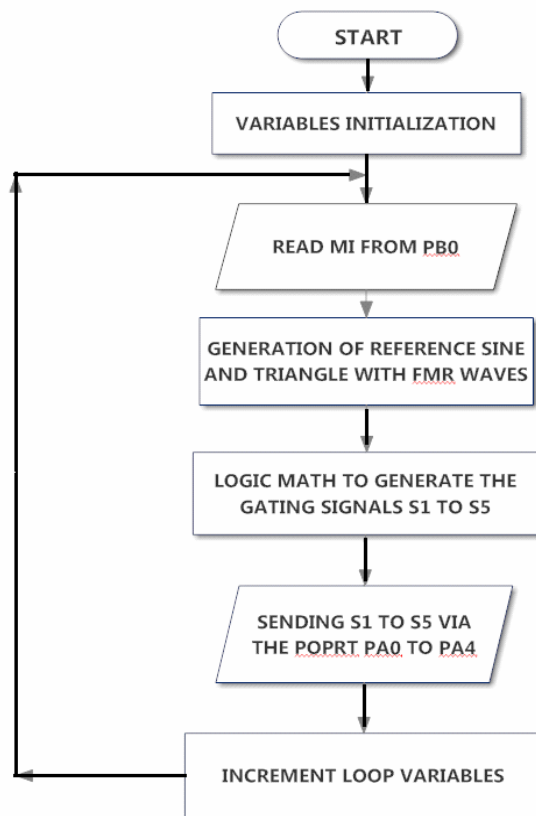 START
VARIABLES INITIALIZATION
READ MI FROM PB0
GENERATION OF REFERENCE SINE
AND TRIANGLE WITH FMR WAVES
LOGIC MATH TO GENERATE THE
GATING SIGNALS S1 TO S5
SENDING S1 TO S5 VIA
THE POPRT PA0 TO PA4
INCREMENT LOOP VARIABLES